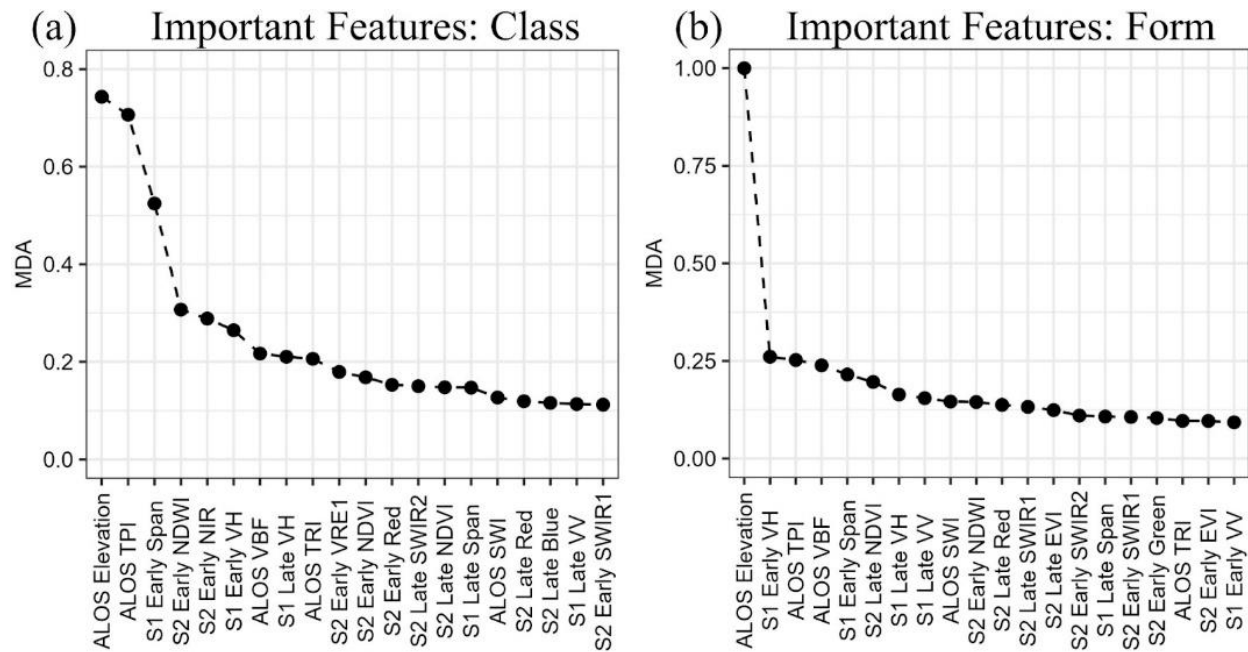 (a) Important Features: Class
0.8
0.6
0.4
0.2
0.0
MDA
ALOS Elevation
ALOS TPI
S1 Early Span
S2 Early NDWI
S2 Early NIR
S1 Early VH
ALOS VBF
S1 Late VH
ALOS TRI
S2 Early VRE1
S2 Early NDVI
S2 Early Red
S2 Late SWIR2
S2 Late NDVI
S1 Late Span
ALOS SWI
S2 Late Red
S2 Late Blue
S1 Late VV
S2 Early SWIR1
(b) Important Features: Form
1.00
0.75
0.50
0.25
0.00
MDA
ALOS Elevation
S1 Early VH
ALOS TPI
ALOS VBF
S1 Early Span
S2 Late NDVI
S1 Late VH
S1 Late VV
ALOS SWI
S2 Early NDVI
S2 Late Red
S2 Late SWIR1
S2 Late EVI
S2 Early SWIR2
S1 Late Span
S2 Early SWIR1
S2 Early Green
ALOS TRI
S2 Early EVI
S1 Early VV